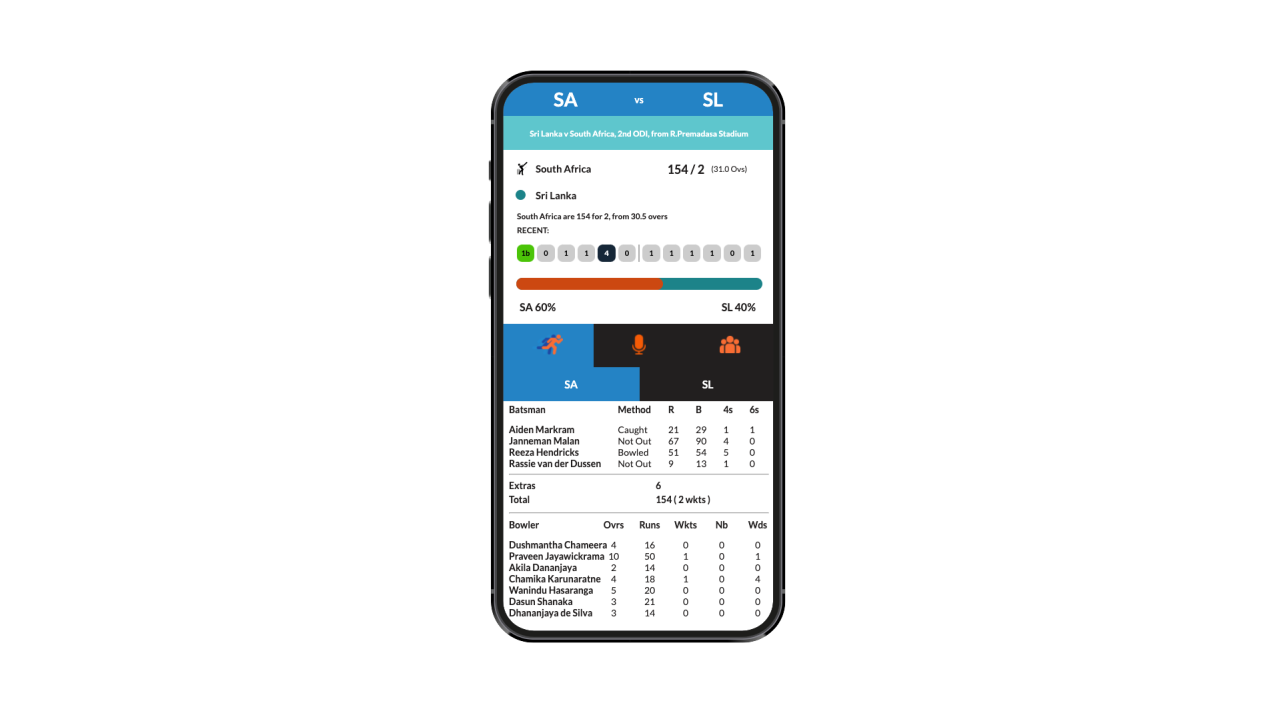 SA vs SL
Sri Lanka v South Africa, 2nd ODI, from R.Premadasa Stadium
South Africa 154 / 2 (31.0 Ovs)
Sri Lanka
South Africa are 154 for 2, from 30.5 overs
RECENT:
1b 0 1 1 4 0 1 1 1 1 0 1
SA 60% SL 40%
SA SL
Batsman Method R B 4s 6s
Aiden Markram Caught 21 29 1 1
Janneman Malan Not Out 67 90 4 0
Reeza Hendricks Bowled 51 54 5 0
Rassie van der Dussen Not Out 9 13 1 0
Extras 6
Total 154 ( 2 wkts )
Bowler Ovrs Runs Wkts Nb Wds
Dushmantha Chameera 4 16 0 0 0
Praveen Jayawickrama 10 50 1 0 1
Akila Dananjaya 2 14 0 0 0
Chamika Karunaratne 4 18 1 0 4
Wanindu Hasaranga 5 20 0 0 0
Dasun Shanaka 3 21 0 0 0
Dhananjaya de Silva 3 14 0 0 0